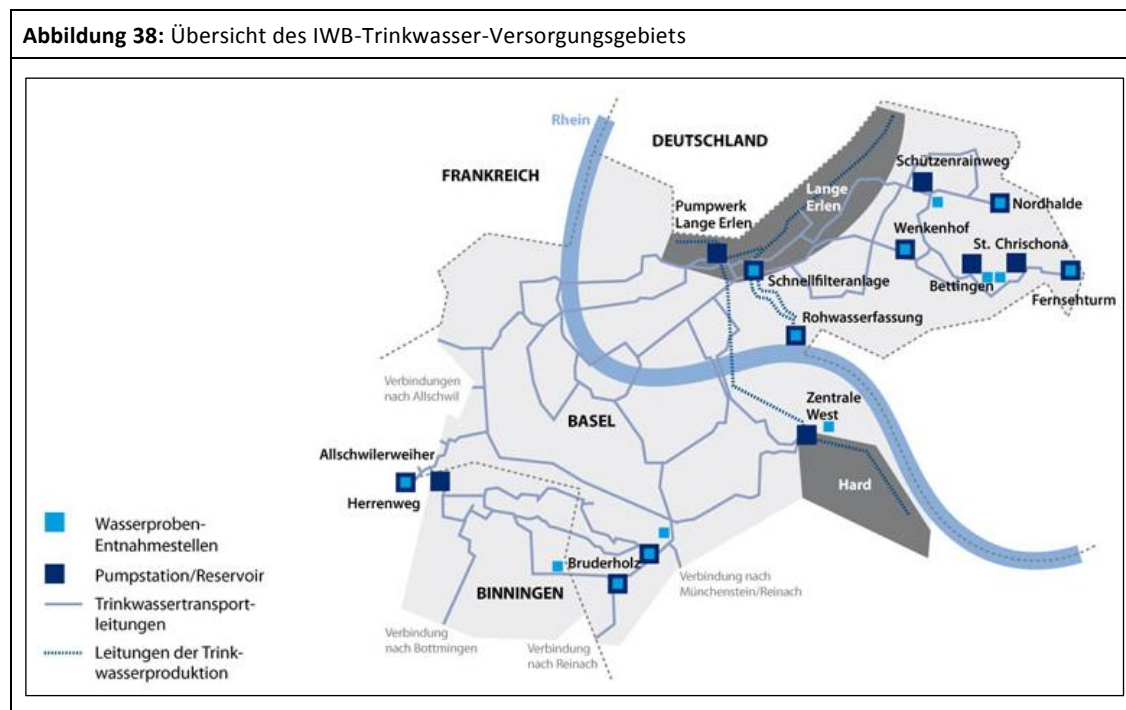 Abbildung 38: Übersicht des IWB-Trinkwasser-Versorgungsgebiets
Rhein
DEUTSCHLAND
FRANKREICH
Schützenrainweg
Lange
Erlen
Nordhalde
Pumpwerk
Lange Erlen
Wenkenhof
St. Chrischona
Schnellfilteranlage
Bettingen
Fernsehturm
Rohwasserfassung
Verbindungen
nach Allschwil
BASEL
Zentrale
West
Allschwilerweiher
Herrenweg
Hard
Bruderholz
BINNINGEN
Verbindung nach
Münchenstein/Reinach
Verbindung
nach Bottmingen
Verbindung
nach Reinach
Wasserproben-
Entnahmestellen
Pumpstation/Reservoir
Trinkwassertransport-
leitungen
Leitungen der Trink-
wasserproduktion